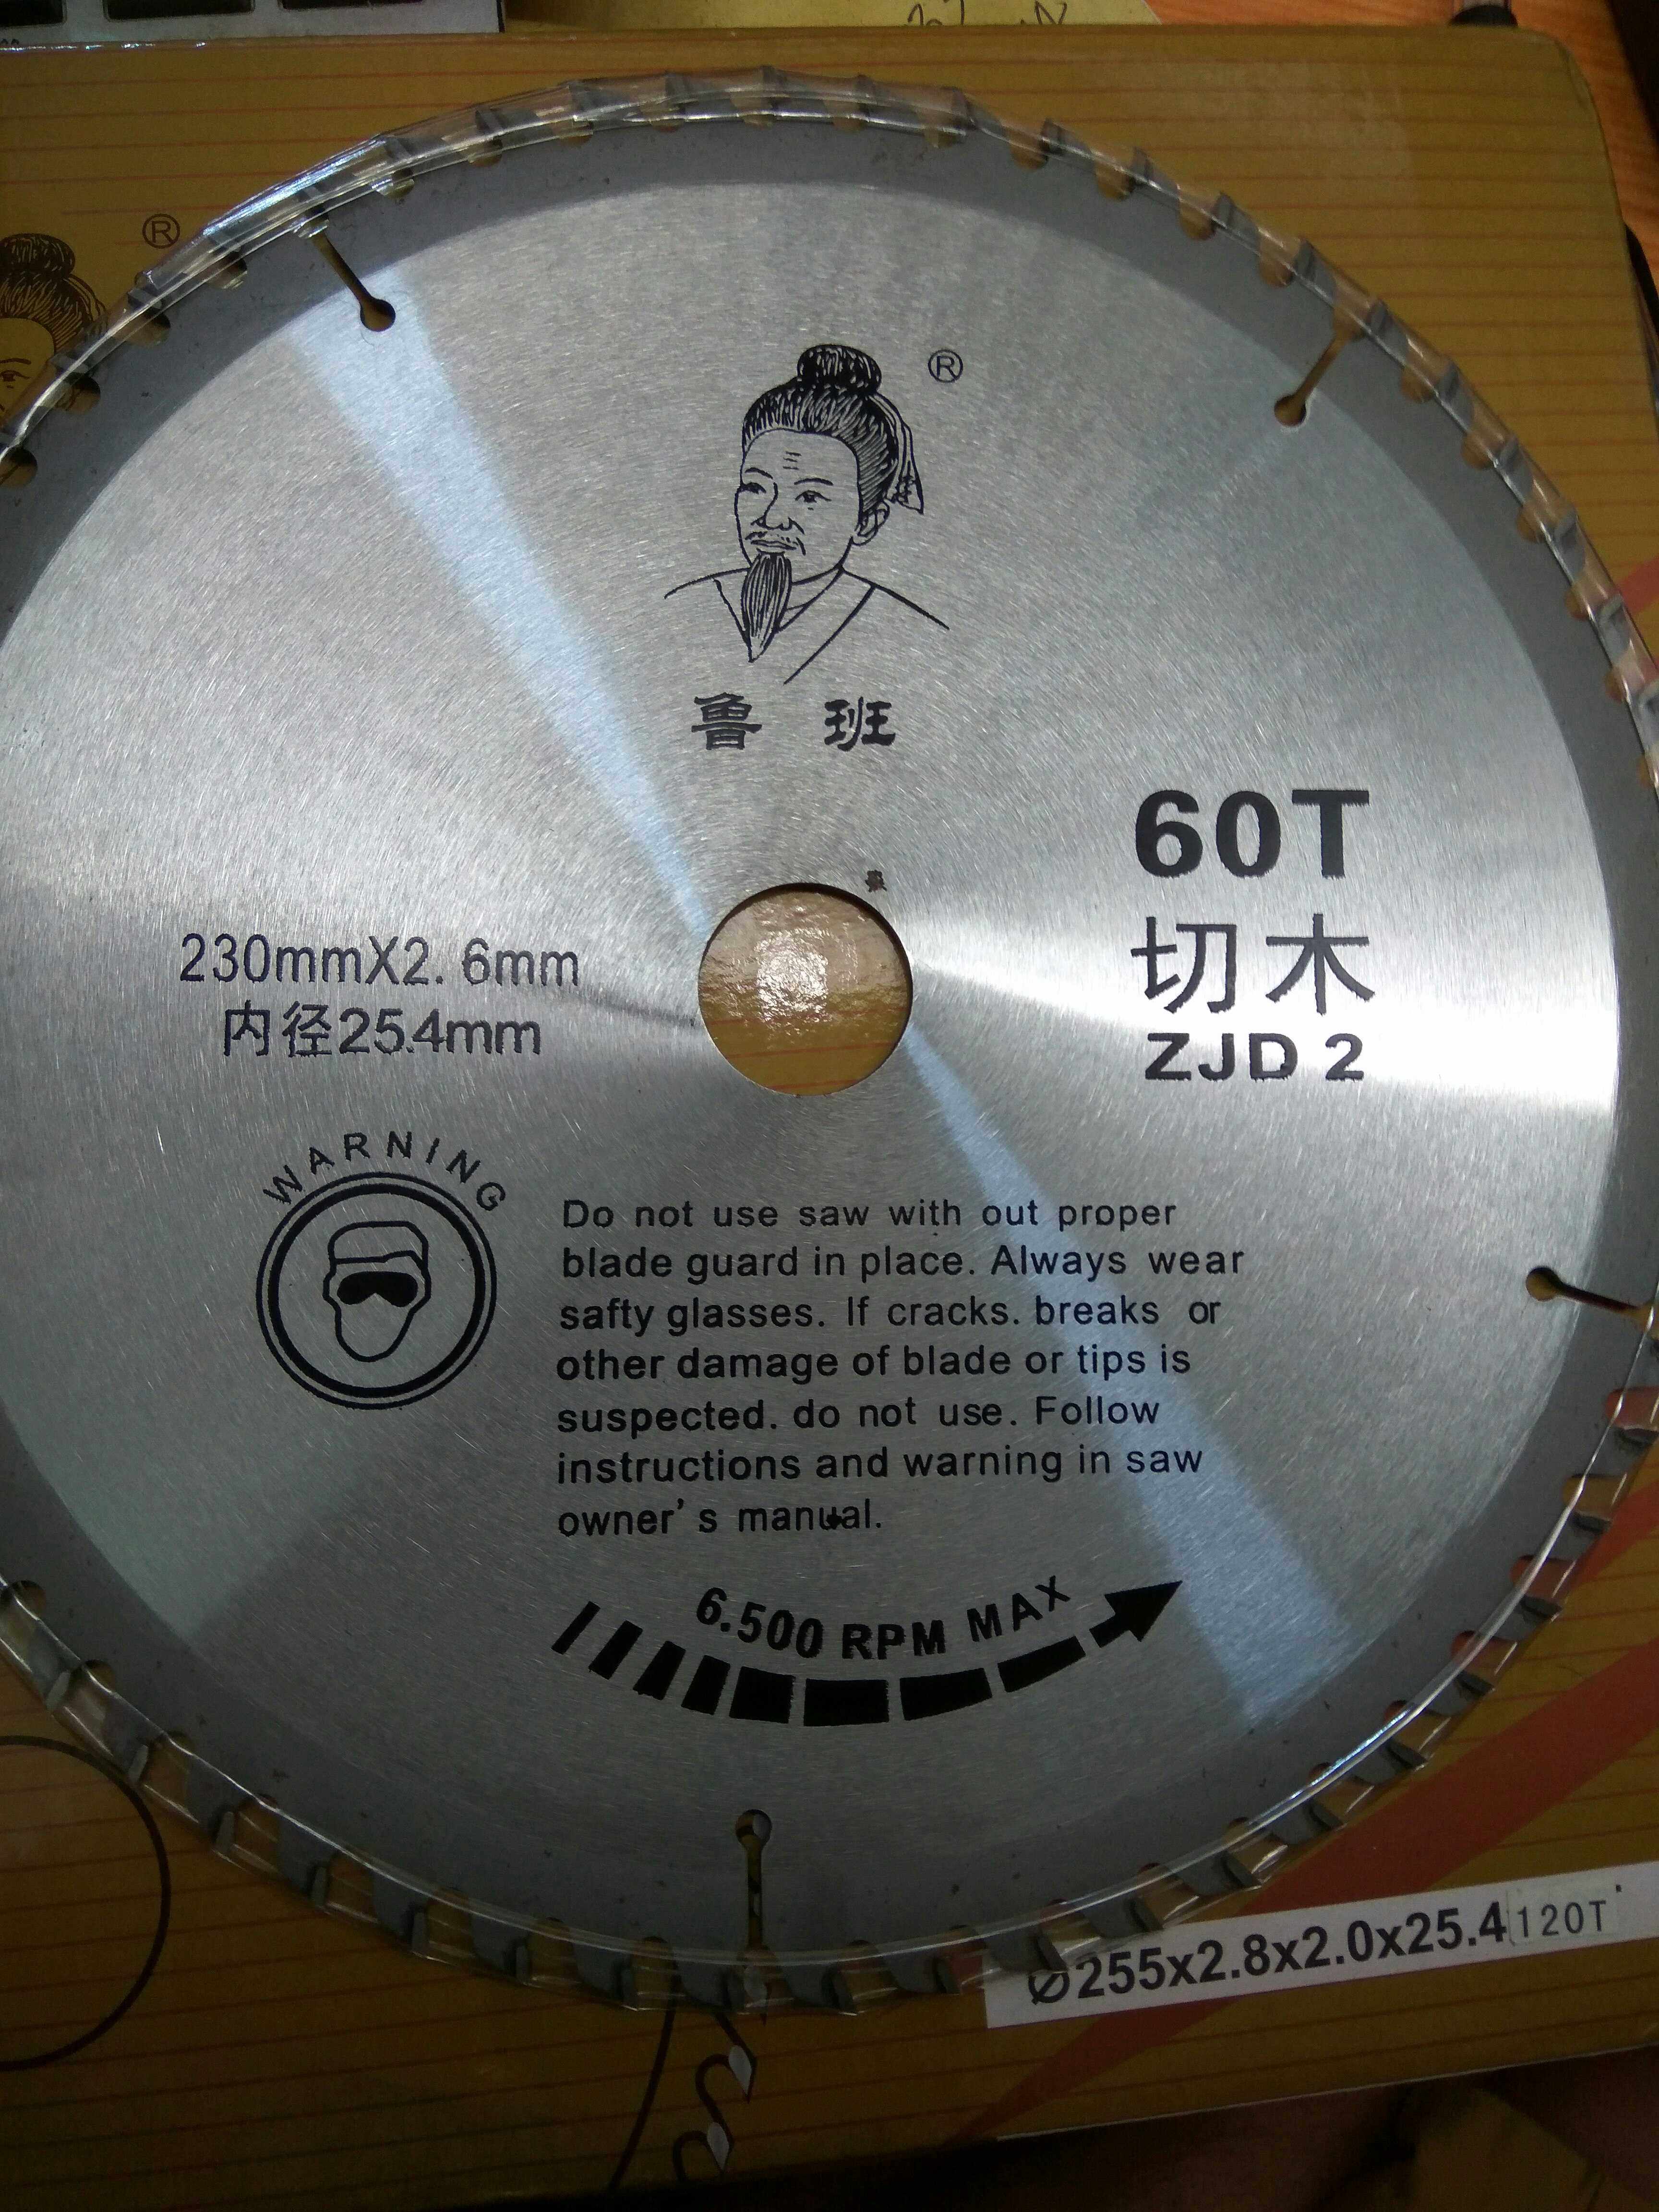 ®
®
鲁 班
60T
切木
ZJD 2
230mmX2. 6mm
内径25.4mm
WARNING
Do not use saw with out proper
blade guard in place. Always wear
safty glasses. If cracks. breaks or
other damage of blade or tips is
suspected. do not use. Follow
instructions and warning in saw
owner's manual.
6.500 RPM MAX
Ø255x2.8x2.0x25.4 120T